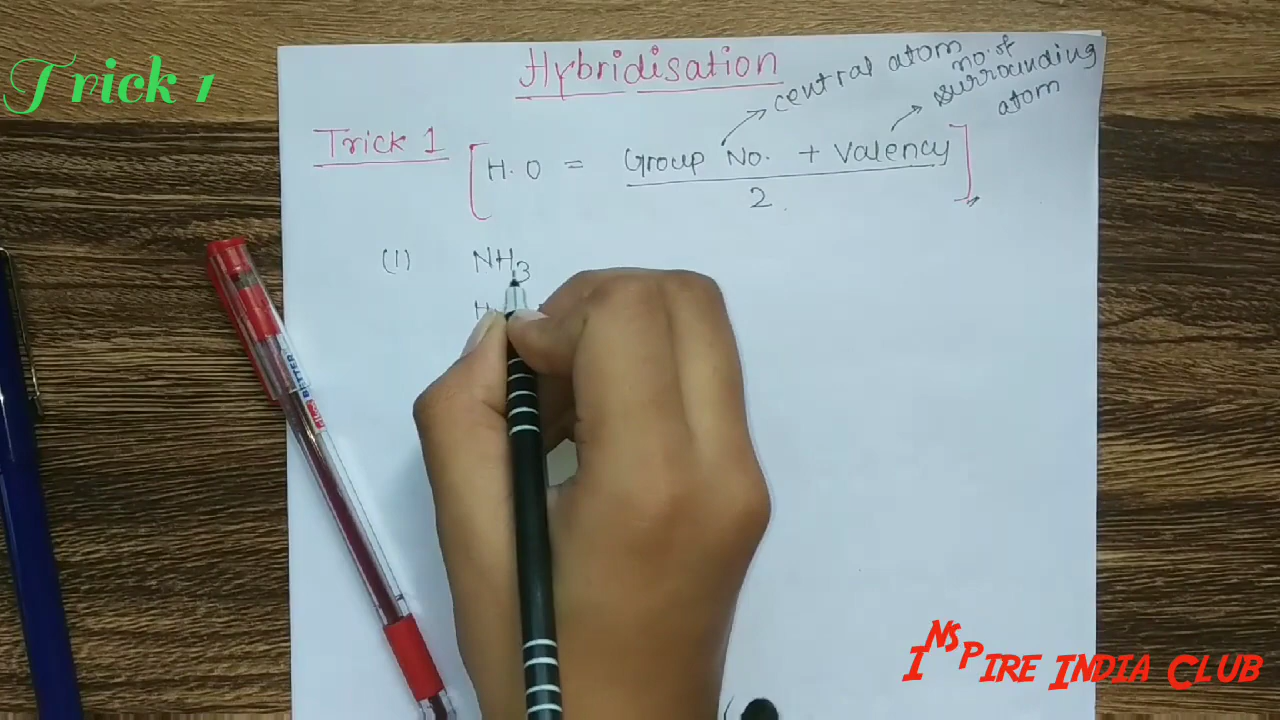 Trick 1
Hybridisation
central atom
no. of
surrounding
atom
Trick 1 [H.O = Group No. + Valency]
2
(1) NH3
H
BETTER
INSPIRE INDIA CLUB